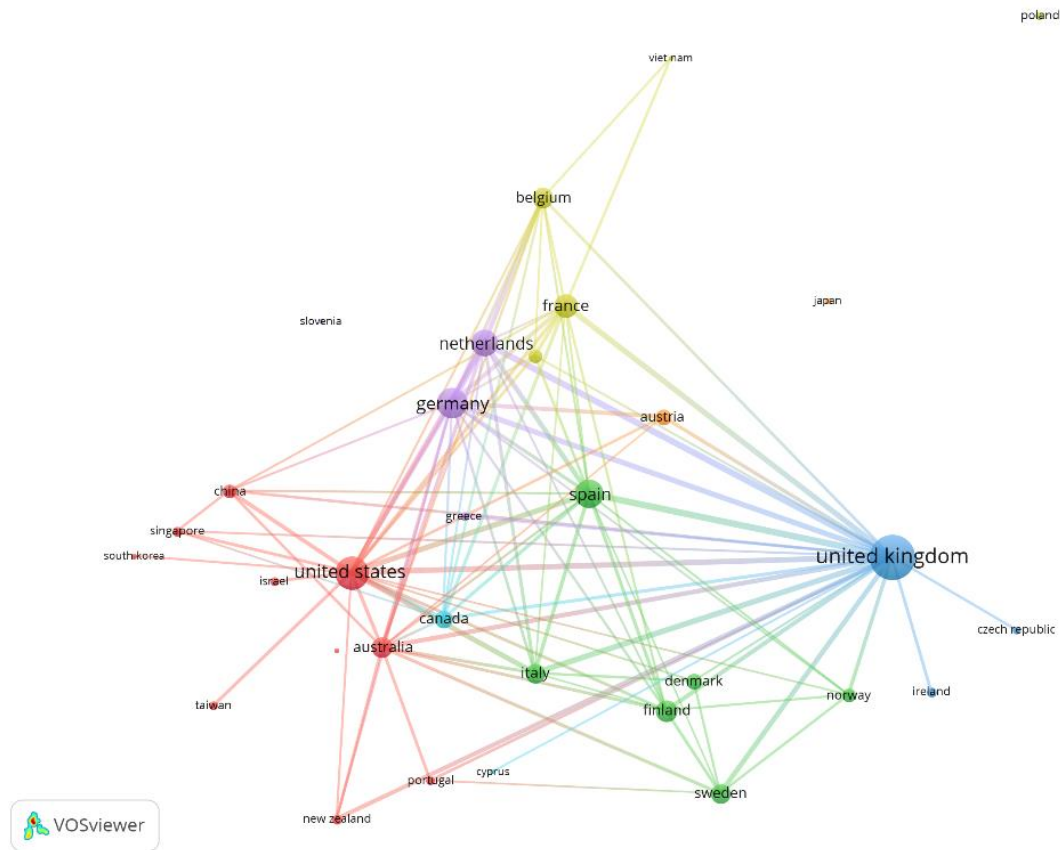 poland
viet nam
belgium
france
japan
slovenia
netherlands
germany
austria
china
spain
greece
singapore
south korea
united kingdom
united states
israel
canada
czech republic
australia
italy
denmark
ireland
norway
taiwan
finland
cyprus
portugal
sweden
new zealand
VOSviewer